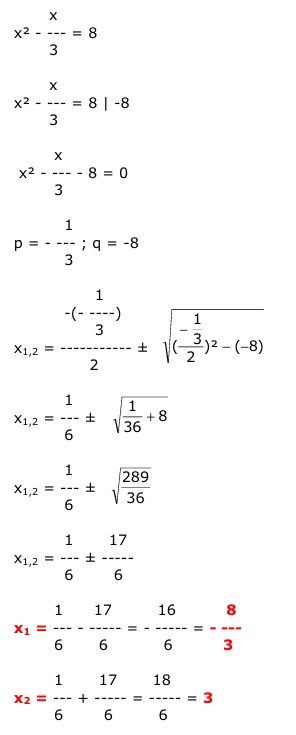 x
x² - --- = 8
3
x
x² - --- = 8 | -8
3
x
x² - --- - 8 = 0
3
1
p = - --- ; q = -8
3
1
-(- ----)
3
x₁,₂ = ----------- ± √((-1/3 / 2)² − (−8))
2
1
x₁,₂ = --- ± √(1/36 + 8)
6
1
x₁,₂ = --- ± √(289/36)
6
1 17
x₁,₂ = --- ± -----
6 6
1 17 16 8
x₁ = --- - ----- = - ----- = - ---
6 6 6 3
1 17 18
x₂ = --- + ----- = ----- = 3
6 6 6